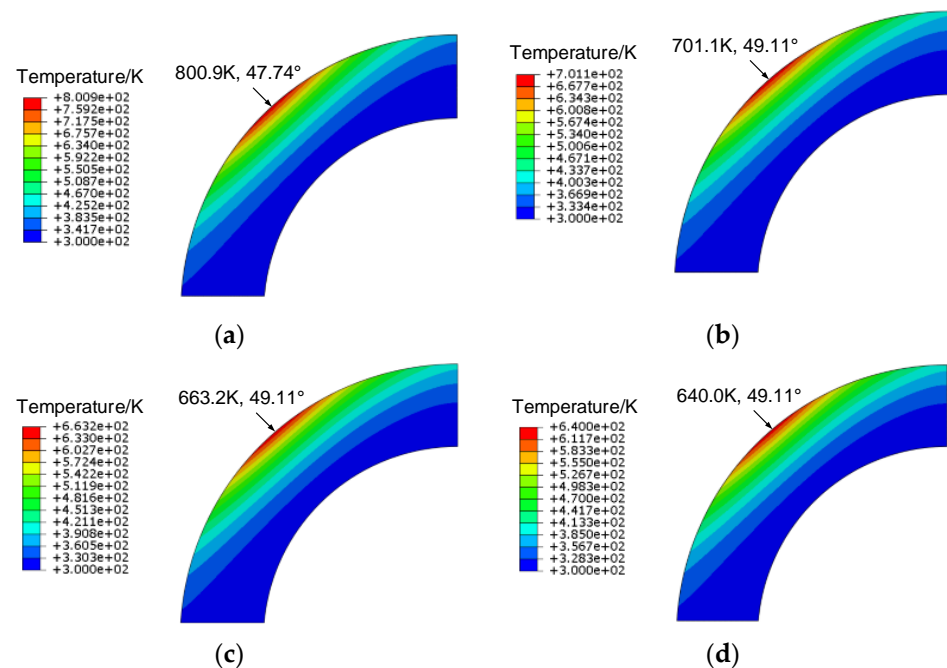 800.9K, 47.74°
Temperature/K
+8.009e+02
+7.592e+02
+7.175e+02
+6.757e+02
+6.340e+02
+5.922e+02
+5.505e+02
+5.087e+02
+4.670e+02
+4.252e+02
+3.835e+02
+3.417e+02
+3.000e+02
(a)
701.1K, 49.11°
Temperature/K
+7.011e+02
+6.677e+02
+6.343e+02
+6.008e+02
+5.674e+02
+5.340e+02
+5.006e+02
+4.671e+02
+4.337e+02
+4.003e+02
+3.669e+02
+3.334e+02
+3.000e+02
(b)
663.2K, 49.11°
Temperature/K
+6.632e+02
+6.330e+02
+6.027e+02
+5.724e+02
+5.422e+02
+5.119e+02
+4.816e+02
+4.513e+02
+4.211e+02
+3.908e+02
+3.605e+02
+3.303e+02
+3.000e+02
(c)
640.0K, 49.11°
Temperature/K
+6.400e+02
+6.117e+02
+5.833e+02
+5.550e+02
+5.267e+02
+4.983e+02
+4.700e+02
+4.417e+02
+4.133e+02
+3.850e+02
+3.567e+02
+3.283e+02
+3.000e+02
(d)